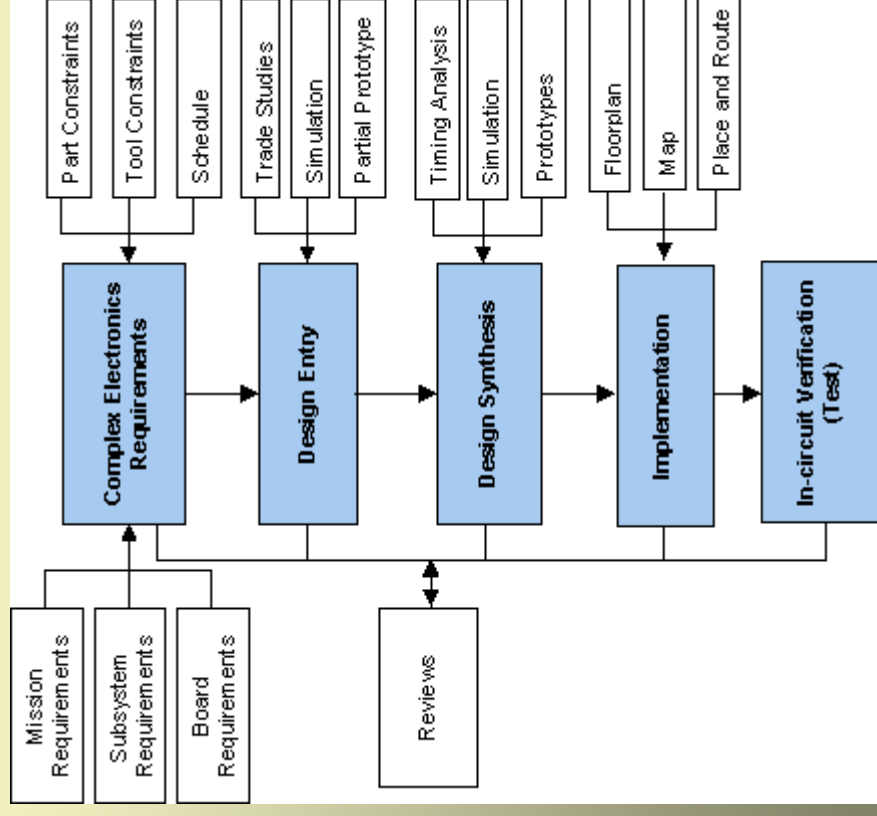 Mission
Requirements
Subsystem
Requirements
Board
Requirements
Complex Electronics
Requirements
Part Constraints
Tool Constraints
Schedule
Design Entry
Trade Studies
Simulation
Partial Prototype
Reviews
Design Synthesis
Timing Analysis
Simulation
Prototypes
Implementation
Floorplan
Map
Place and Route
In-circuit Verification
(Test)